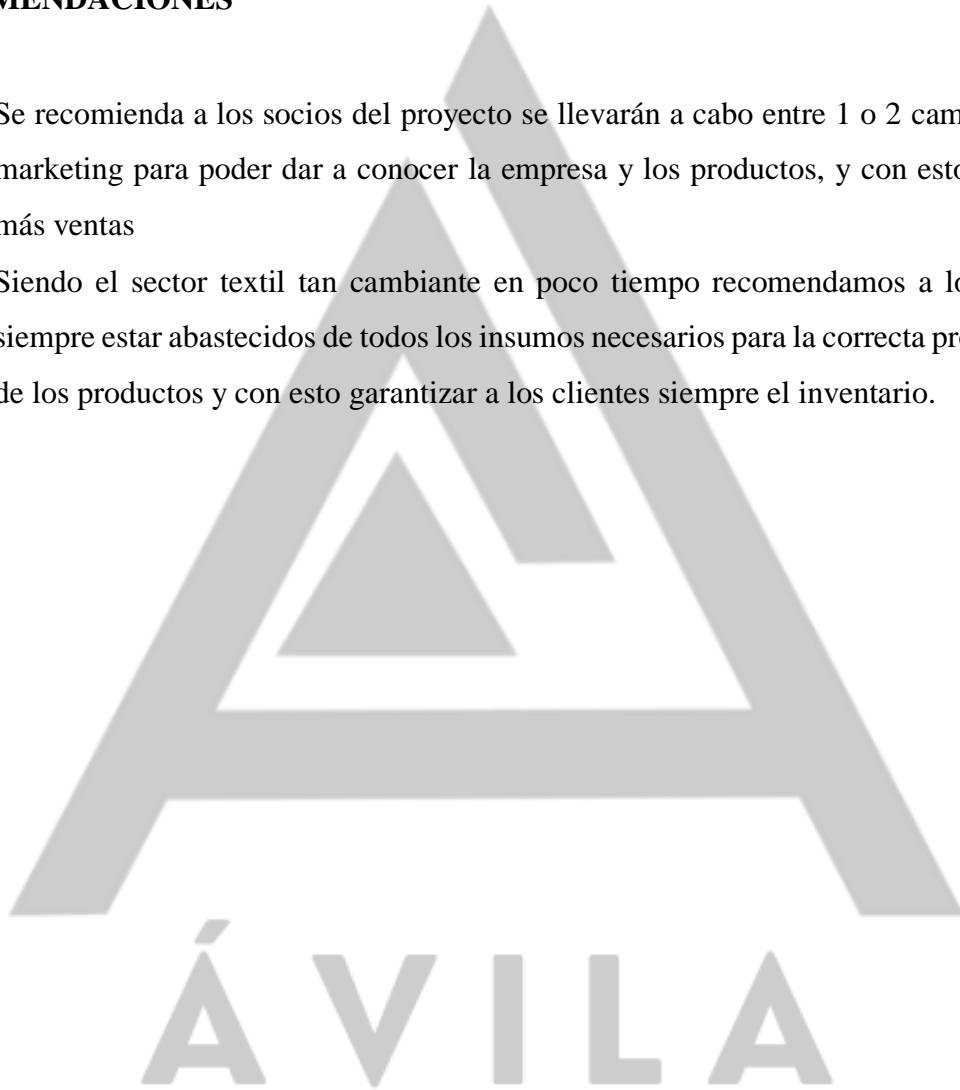 MENDACIONES
Se recomienda a los socios del proyecto se llevarán a cabo entre 1 o 2 cam
marketing para poder dar a conocer la empresa y los productos, y con esto
más ventas
Siendo el sector textil tan cambiante en poco tiempo recomendamos a lo
siempre estar abastecidos de todos los insumos necesarios para la correcta pr
de los productos y con esto garantizar a los clientes siempre el inventario.
ÁVILA